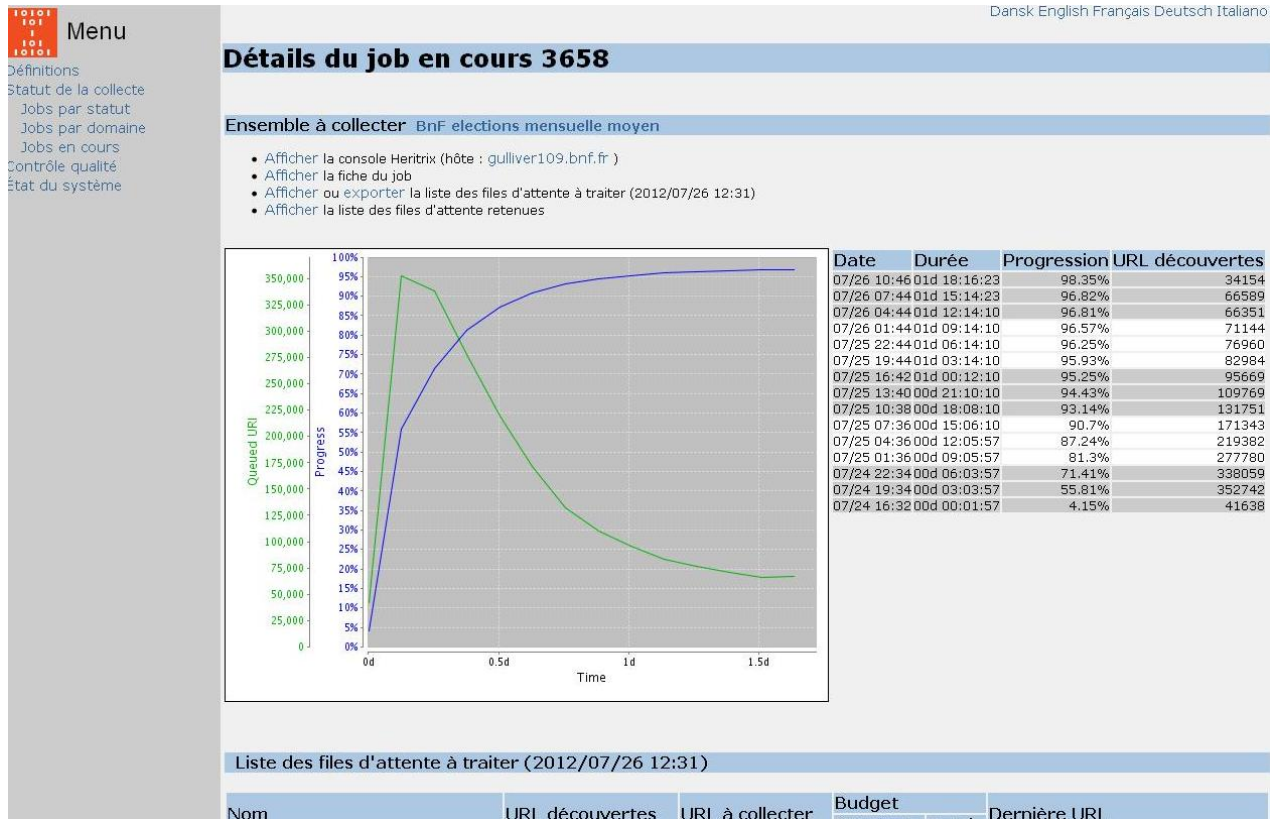 Dansk English Français Deutsch Italiano
10101
101
1
101
10101
Menu
Définitions
Statut de la collecte
Jobs par statut
Jobs par domaine
Jobs en cours
Contrôle qualité
État du système
Détails du job en cours 3658
Ensemble à collecter BnF elections mensuelle moyen
• Afficher la console Heritrix (hôte : gulliver109.bnf.fr )
• Afficher la fiche du job
• Afficher ou exporter la liste des files d'attente à traiter (2012/07/26 12:31)
• Afficher la liste des files d'attente retenues
Queued URI
350,000
325,000
300,000
275,000
250,000
225,000
200,000
175,000
150,000
125,000
100,000
75,000
50,000
25,000
0
Progress
100%
95%
90%
85%
80%
75%
70%
65%
60%
55%
50%
45%
40%
35%
30%
25%
20%
15%
10%
5%
0%
0d 0.5d 1d 1.5d
Time
Date Durée Progression URL découvertes
07/26 10:46 01d 18:16:23 98.35% 34154
07/26 07:44 01d 15:14:23 96.82% 66589
07/26 04:44 01d 12:14:10 96.81% 66351
07/26 01:44 01d 09:14:10 96.57% 71144
07/25 22:44 01d 06:14:10 96.25% 76960
07/25 19:44 01d 03:14:10 95.93% 82984
07/25 16:42 01d 00:12:10 95.25% 95669
07/25 13:40 00d 21:10:10 94.43% 109769
07/25 10:38 00d 18:08:10 93.14% 131751
07/25 07:36 00d 15:06:10 90.7% 171343
07/25 04:36 00d 12:05:57 87.24% 219382
07/25 01:36 00d 09:05:57 81.3% 277780
07/24 22:34 00d 06:03:57 71.41% 338059
07/24 19:34 00d 03:03:57 55.81% 352742
07/24 16:32 00d 00:01:57 4.15% 41638
Liste des files d'attente à traiter (2012/07/26 12:31)
Nom URL découvertes URL à collecter Budget Dernière URL